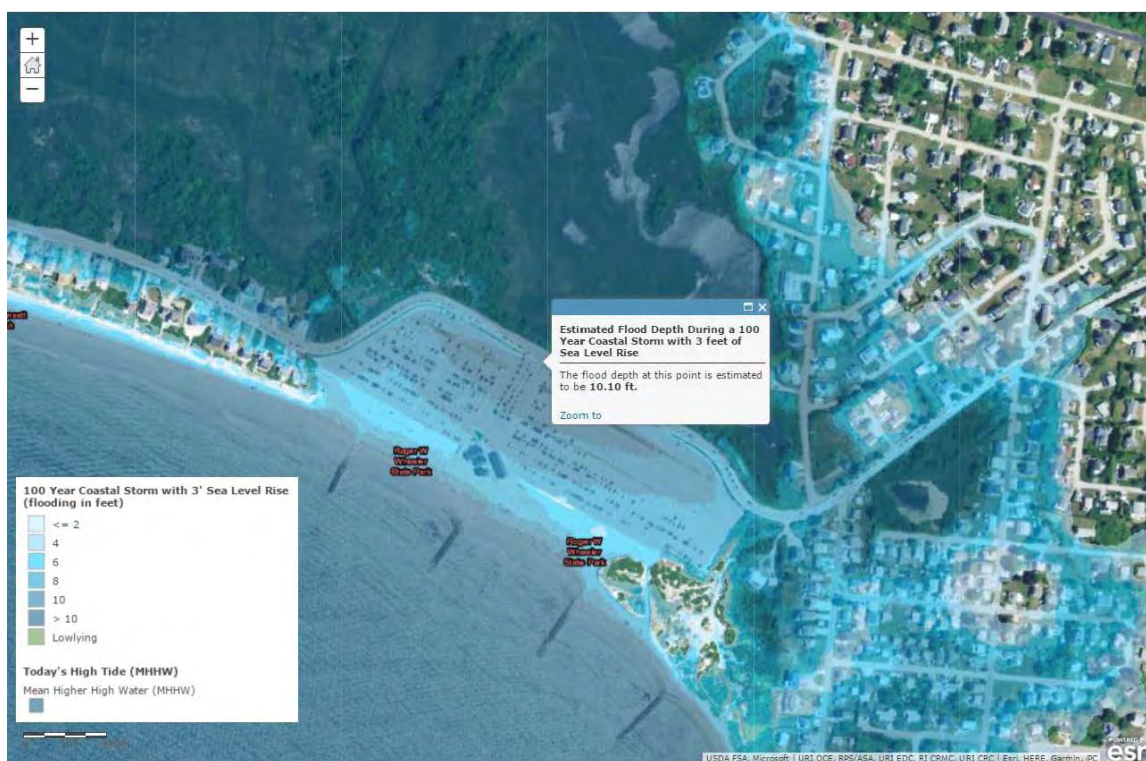 +
−
Estimated Flood Depth During a 100
Year Coastal Storm with 3 feet of
Sea Level Rise
The flood depth at this point is estimated
to be 10.10 ft.
Zoom to
Roger W
Wheeler
State Park
Roger W
Wheeler
State Park
100 Year Coastal Storm with 3' Sea Level Rise
(flooding in feet)
<= 2
4
6
8
10
> 10
Lowlying
Today's High Tide (MHHW)
Mean Higher High Water (MHHW)
POWERED BY
esri
USDA FSA, Microsoft | URI OCE, RPS/ASA, URI EDC, RI CRMC, URI CRC | Esri, HERE, Garmin, iPC